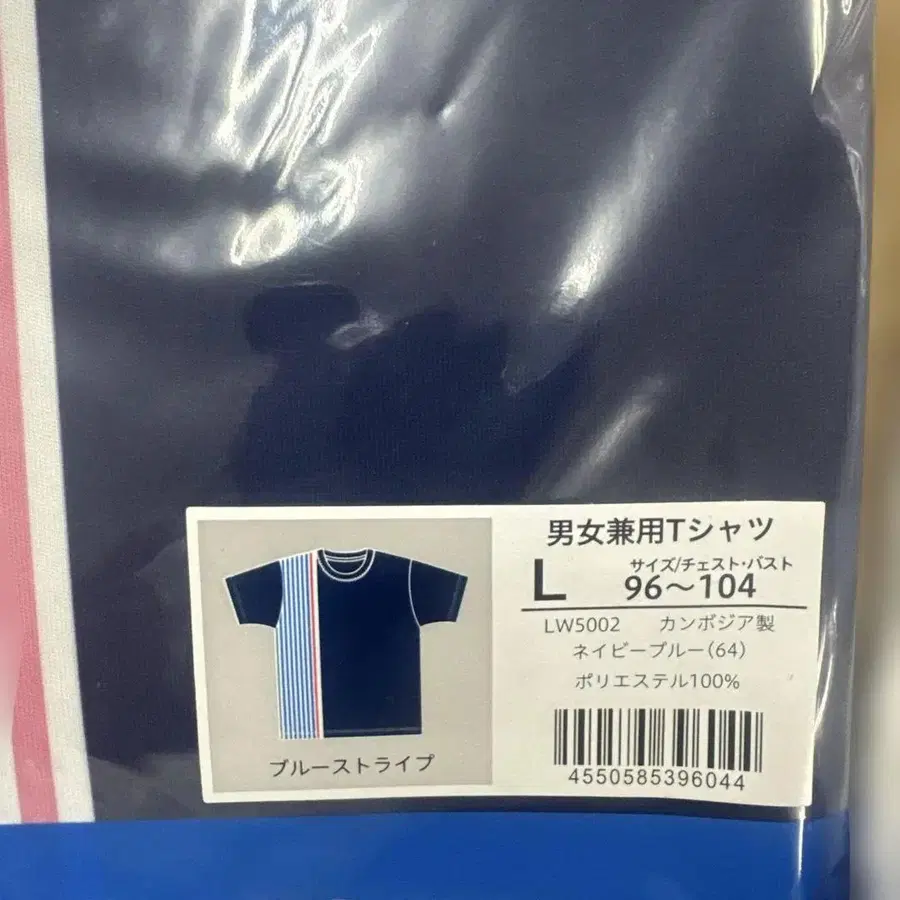 男女兼用Tシャツ
L サイズ/チェスト・バスト
96〜104
LW5002 カンボジア製
ネイビーブルー(64)
ポリエステル100%
4550585396044
ブルーストライプ